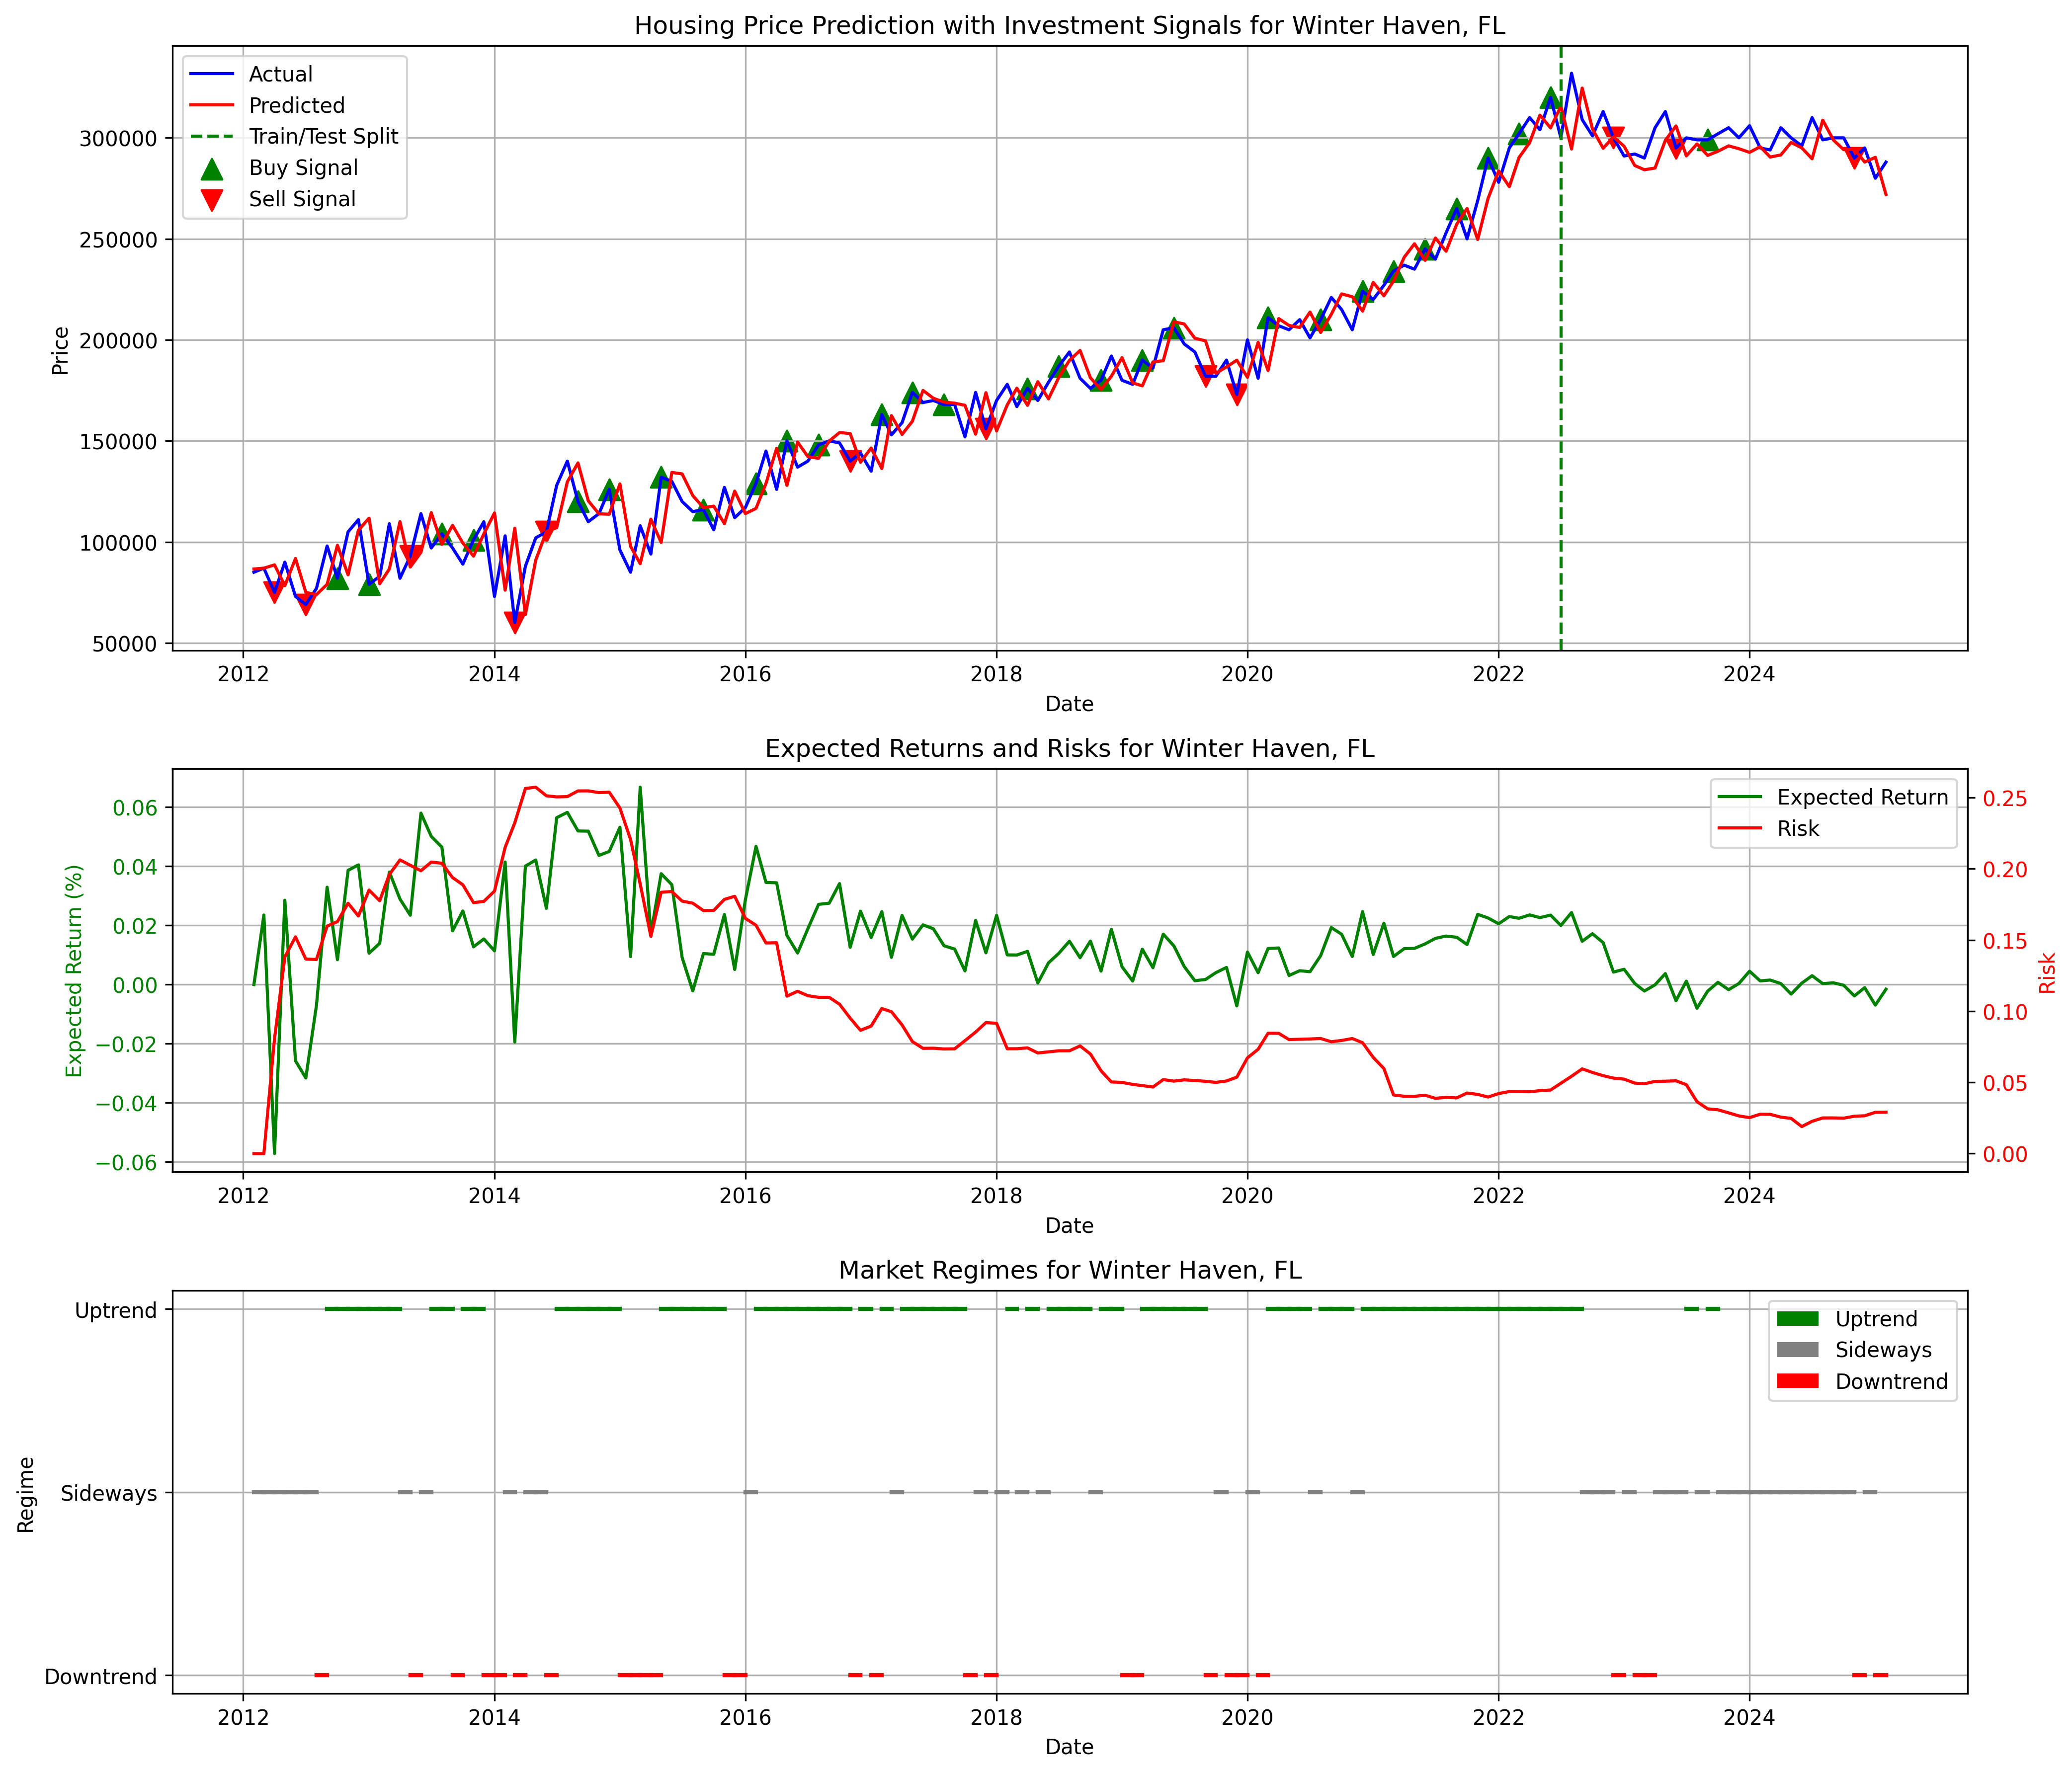 Housing Price Prediction with Investment Signals for Winter Haven, FL
Actual
Predicted
Train/Test Split
Buy Signal
Sell Signal
Price
300000
250000
200000
150000
100000
50000
2012 2014 2016 2018 2020 2022 2024
Date
Expected Returns and Risks for Winter Haven, FL
Expected Return
Risk
Expected Return (%)
0.06
0.04
0.02
0.00
−0.02
−0.04
−0.06
0.25
0.20
0.15
0.10
0.05
0.00
Risk
2012 2014 2016 2018 2020 2022 2024
Date
Market Regimes for Winter Haven, FL
Uptrend
Sideways
Downtrend
Regime
Uptrend
Sideways
Downtrend
2012 2014 2016 2018 2020 2022 2024
Date